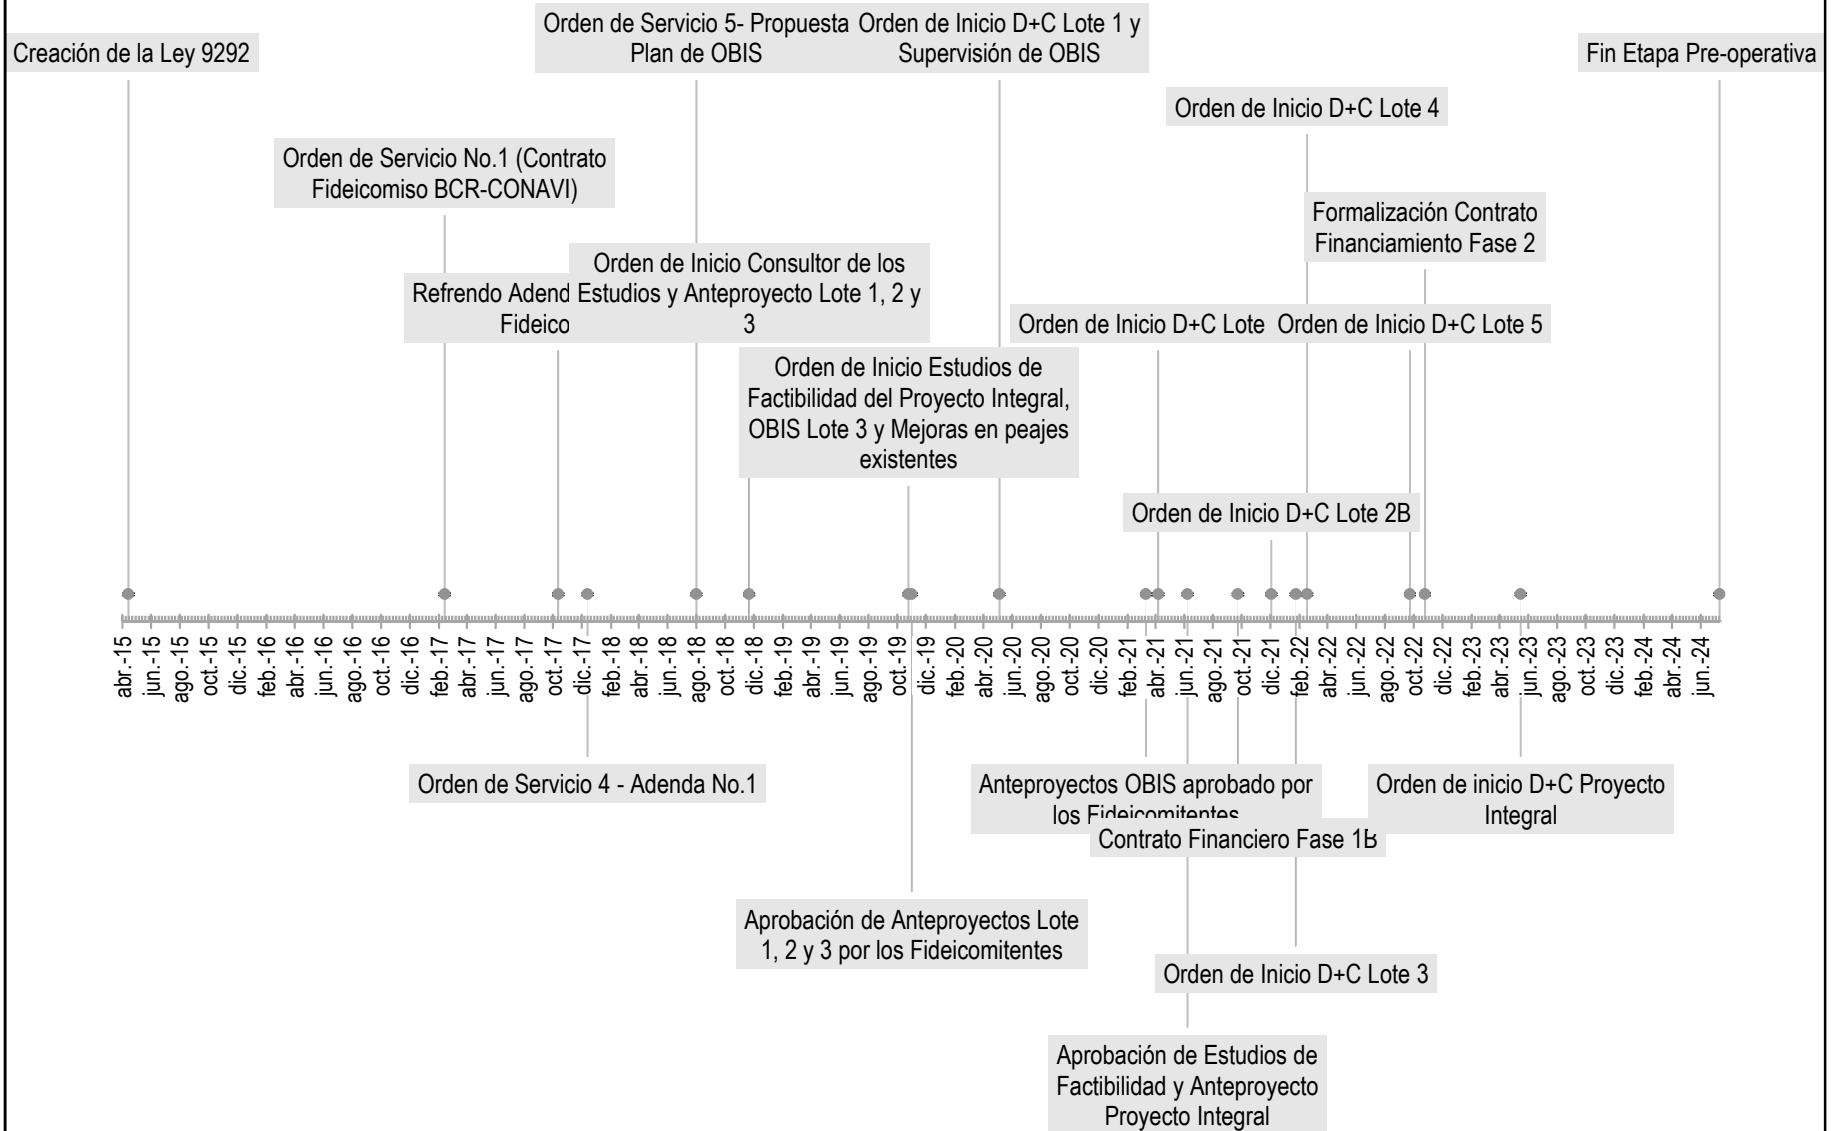 Creación de la Ley 9292
Orden de Servicio 5- Propuesta
Plan de OBIS
Orden de Inicio D+C Lote 1 y
Supervisión de OBIS
Fin Etapa Pre-operativa
Orden de Inicio D+C Lote 4
Orden de Servicio No.1 (Contrato
Fideicomiso BCR-CONAVI)
Formalización Contrato
Financiamiento Fase 2
Refrendo Adend
Fideico
Orden de Inicio Consultor de los
Estudios y Anteproyecto Lote 1, 2 y
3
Orden de Inicio D+C Lote
Orden de Inicio D+C Lote 5
Orden de Inicio Estudios de
Factibilidad del Proyecto Integral,
OBIS Lote 3 y Mejoras en peajes
existentes
Orden de Inicio D+C Lote 2B
abr.-15
jun.-15
ago.-15
oct.-15
dic.-15
feb.-16
abr.-16
jun.-16
ago.-16
oct.-16
dic.-16
feb.-17
abr.-17
jun.-17
ago.-17
oct.-17
dic.-17
feb.-18
abr.-18
jun.-18
ago.-18
oct.-18
dic.-18
feb.-19
abr.-19
jun.-19
ago.-19
oct.-19
dic.-19
feb.-20
abr.-20
jun.-20
ago.-20
oct.-20
dic.-20
feb.-21
abr.-21
jun.-21
ago.-21
oct.-21
dic.-21
feb.-22
abr.-22
jun.-22
ago.-22
oct.-22
dic.-22
feb.-23
abr.-23
jun.-23
ago.-23
oct.-23
dic.-23
feb.-24
abr.-24
jun.-24
Orden de Servicio 4 - Adenda No.1
Anteproyectos OBIS aprobado por
los Fideicomitentes
Contrato Financiero Fase 1B
Orden de inicio D+C Proyecto
Integral
Aprobación de Anteproyectos Lote
1, 2 y 3 por los Fideicomitentes
Orden de Inicio D+C Lote 3
Aprobación de Estudios de
Factibilidad y Anteproyecto
Proyecto Integral